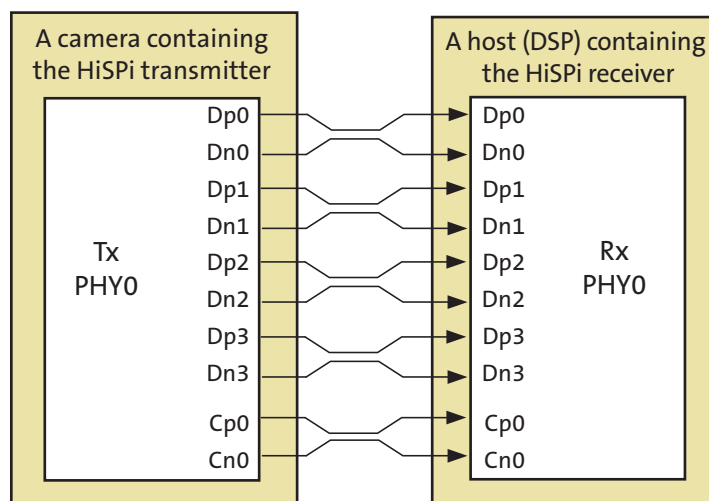 A camera containing
the HiSPi transmitter
A host (DSP) containing
the HiSPi receiver
Tx
PHY0
Dp0
Dn0
Dp1
Dn1
Dp2
Dn2
Dp3
Dn3
Cp0
Cn0
Dp0
Dn0
Dp1
Dn1
Dp2
Dn2
Dp3
Dn3
Cp0
Cn0
Rx
PHY0